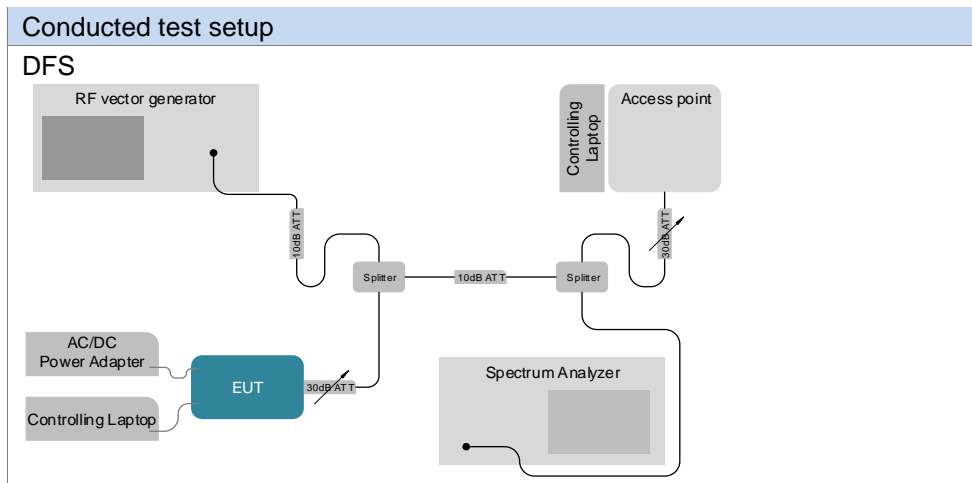 Conducted test setup
DFS
RF vector generator
Controlling
Laptop
Access point
10dB ATT
30dB ATT
Splitter
10dB ATT
Splitter
AC/DC
Power Adapter
EUT
30dB ATT
Spectrum Analyzer
Controlling Laptop